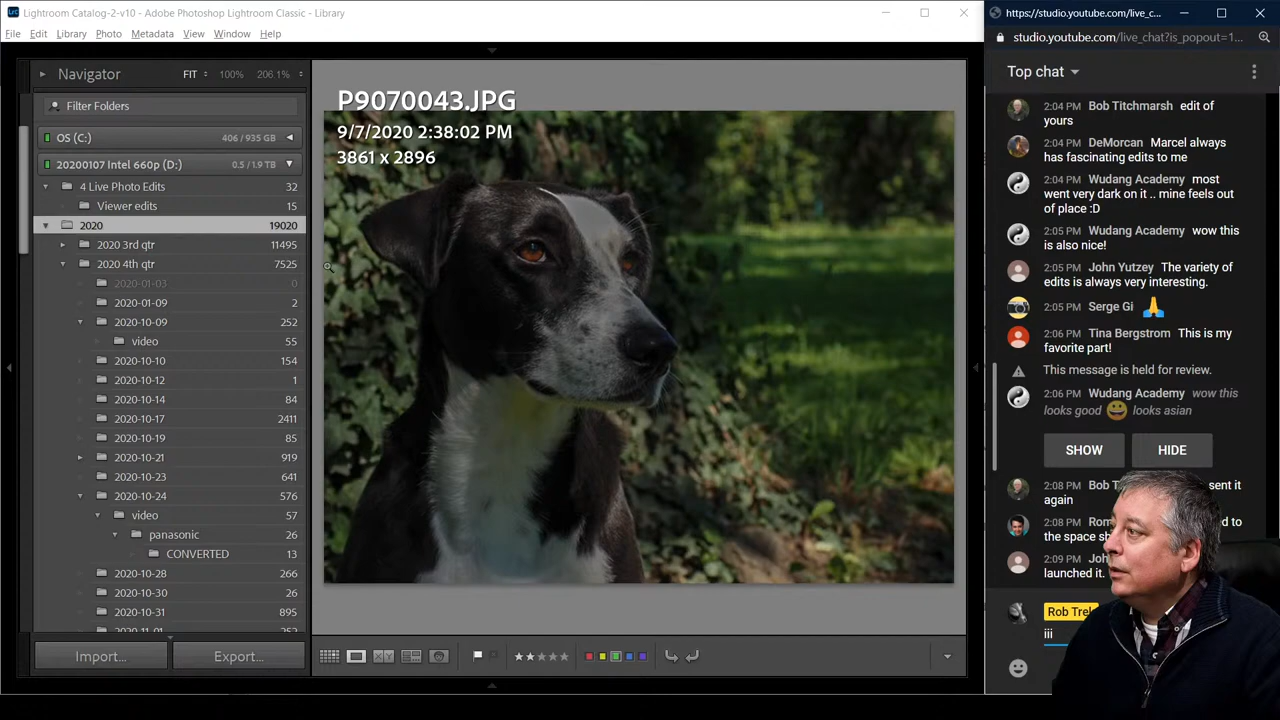 Lightroom Catalog-2-v10 - Adobe Photoshop Lightroom Classic - Library
File Edit Library Photo Metadata View Window Help
Navigator FIT 100% 206.1%
Filter Folders
OS (C:) 406 / 935 GB
20200107 Intel 660p (D:) 0.5 / 1.9 TB
4 Live Photo Edits 32
Viewer edits 15
2020 19020
2020 3rd qtr 11495
2020 4th qtr 7525
2020-01-03 0
2020-01-09 2
2020-10-09 252
video 55
2020-10-10 154
2020-10-12 1
2020-10-14 84
2020-10-17 2411
2020-10-19 85
2020-10-21 919
2020-10-23 641
2020-10-24 576
video 57
panasonic 26
CONVERTED 13
2020-10-28 266
2020-10-30 26
2020-10-31 895
2020-11-01 252
Import... Export...
P9070043.JPG
9/7/2020 2:38:02 PM
3861 x 2896
XY
https://studio.youtube.com/live_c...
studio.youtube.com/live_chat?is_popout=1...
Top chat
2:04 PM Bob Titchmarsh edit of
yours
2:04 PM DeMorcan Marcel always
has fascinating edits to me
2:04 PM Wudang Academy most
went very dark on it .. mine feels out
of place :D
2:05 PM Wudang Academy wow this
is also nice!
2:05 PM John Yutzey The variety of
edits is always very interesting.
2:05 PM Serge Gi 🙏
2:06 PM Tina Bergstrom This is my
favorite part!
This message is held for review.
2:06 PM Wudang Academy wow this
looks good 😀 looks asian
SHOW HIDE
2:08 PM Bob sent it
again
2:08 PM to
the space
2:09 PM
launched it.
Rob
iii